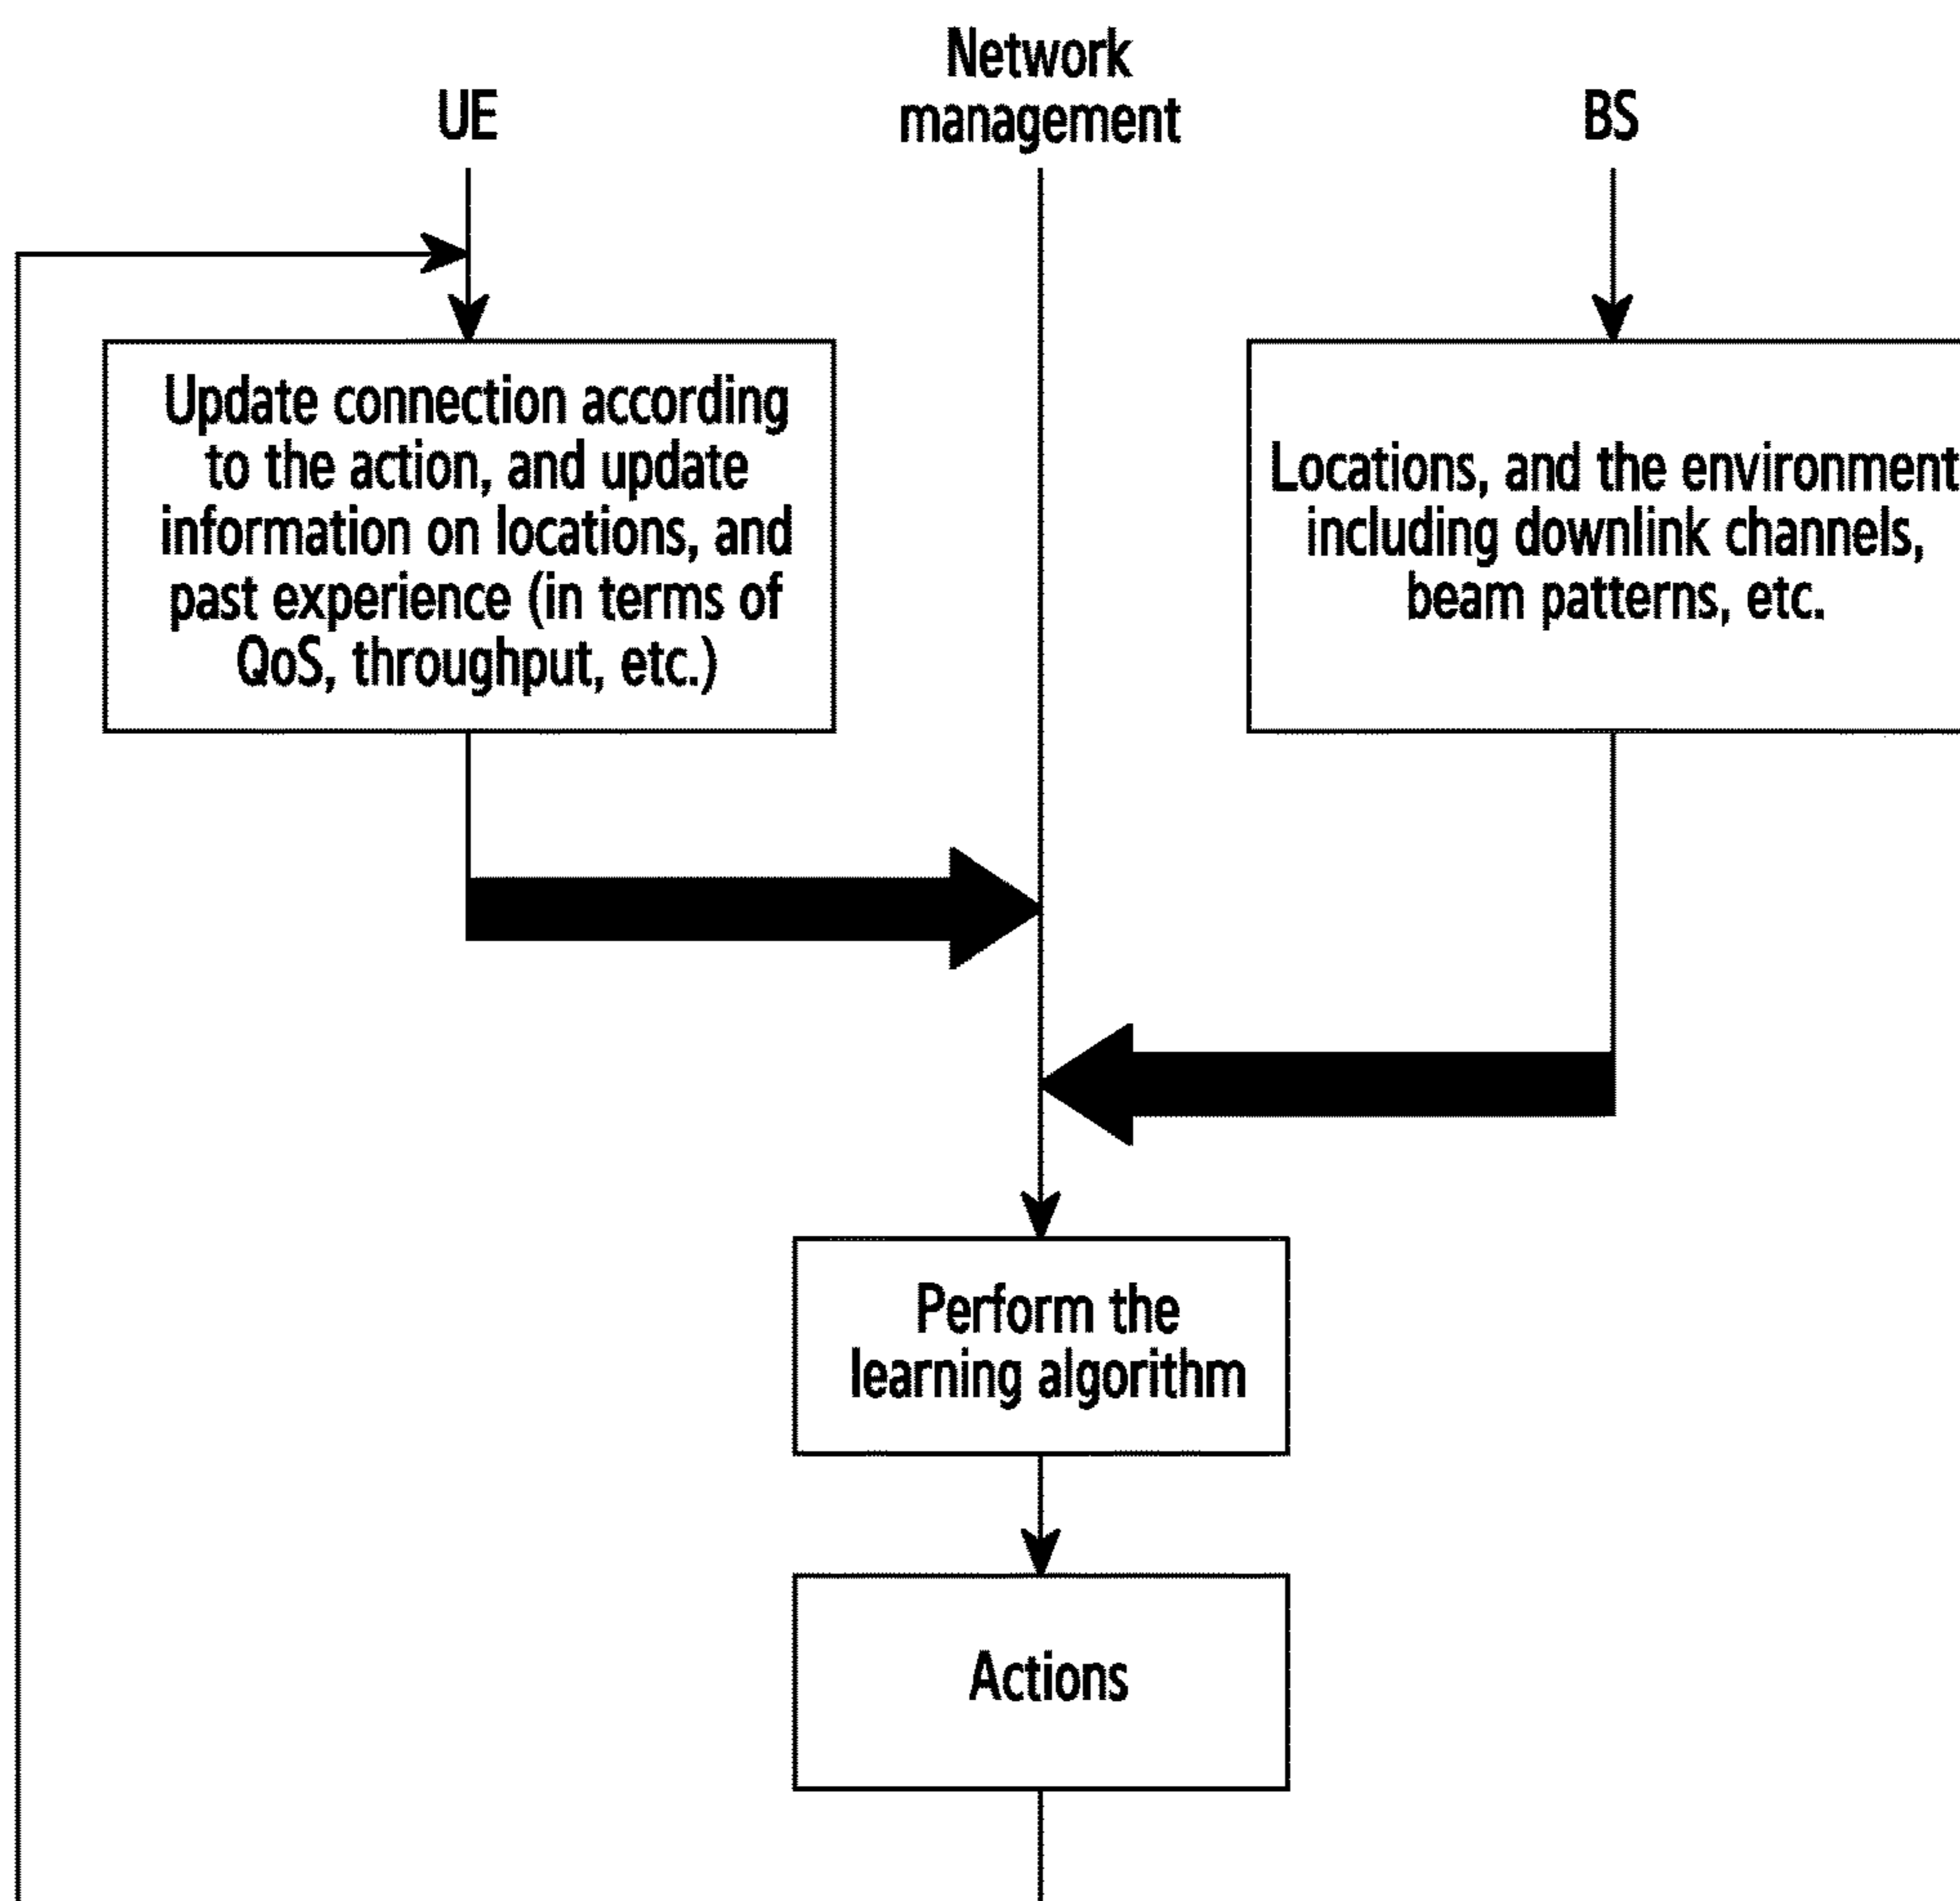 Network
management
UE
BS
Update connection according
to the action, and update
information on locations, and
past experience (in terms of
QoS, throughput, etc.)
Locations, and the environment
including downlink channels,
beam patterns, etc.
Perform the
learning algorithm
Actions